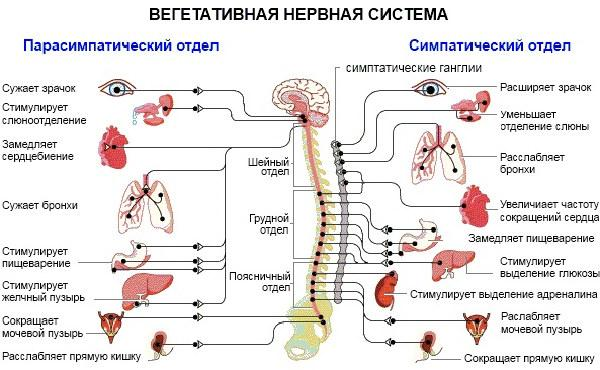 ВЕГЕТАТИВНАЯ НЕРВНАЯ СИСТЕМА
Парасимпатический отдел
Симпатический отдел
Сужает зрачок
Стимулирует
слюноотделение
Замедляет
сердцебиение
Сужает бронхи
Стимулирует
пищеварение
Стимулирует
желчный пузырь
Сокращает
мочевой пузырь
Расслабляет прямую кишку
Шейный
отдел
Грудной
отдел
Поясничный
отдел
симптатические ганглии
Расширяет зрачок
Уменьшает
отделение слюны
Расслабляет
бронхи
Увеличиает частоту
сокращений сердца
Замедляет пищеварение
Стимулирует
выделение глюкозы
Стимулирует выделение адреналина
Раслабляет
мочевой пузырь
Сокращает прямую кишку